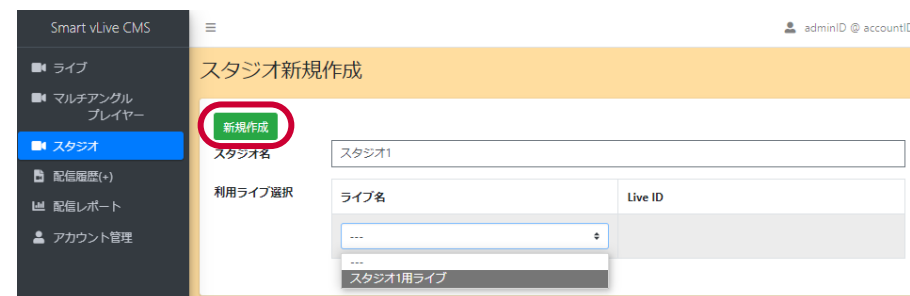 Smart vLive CMS
adminID @ accountID
ライブ
マルチアングル
プレイヤー
スタジオ
配信履歴(+)
配信レポート
アカウント管理
スタジオ新規作成
新規作成
スタジオ名
スタジオ1
利用ライブ選択
ライブ名
Live ID
---
---
スタジオ1用ライブ